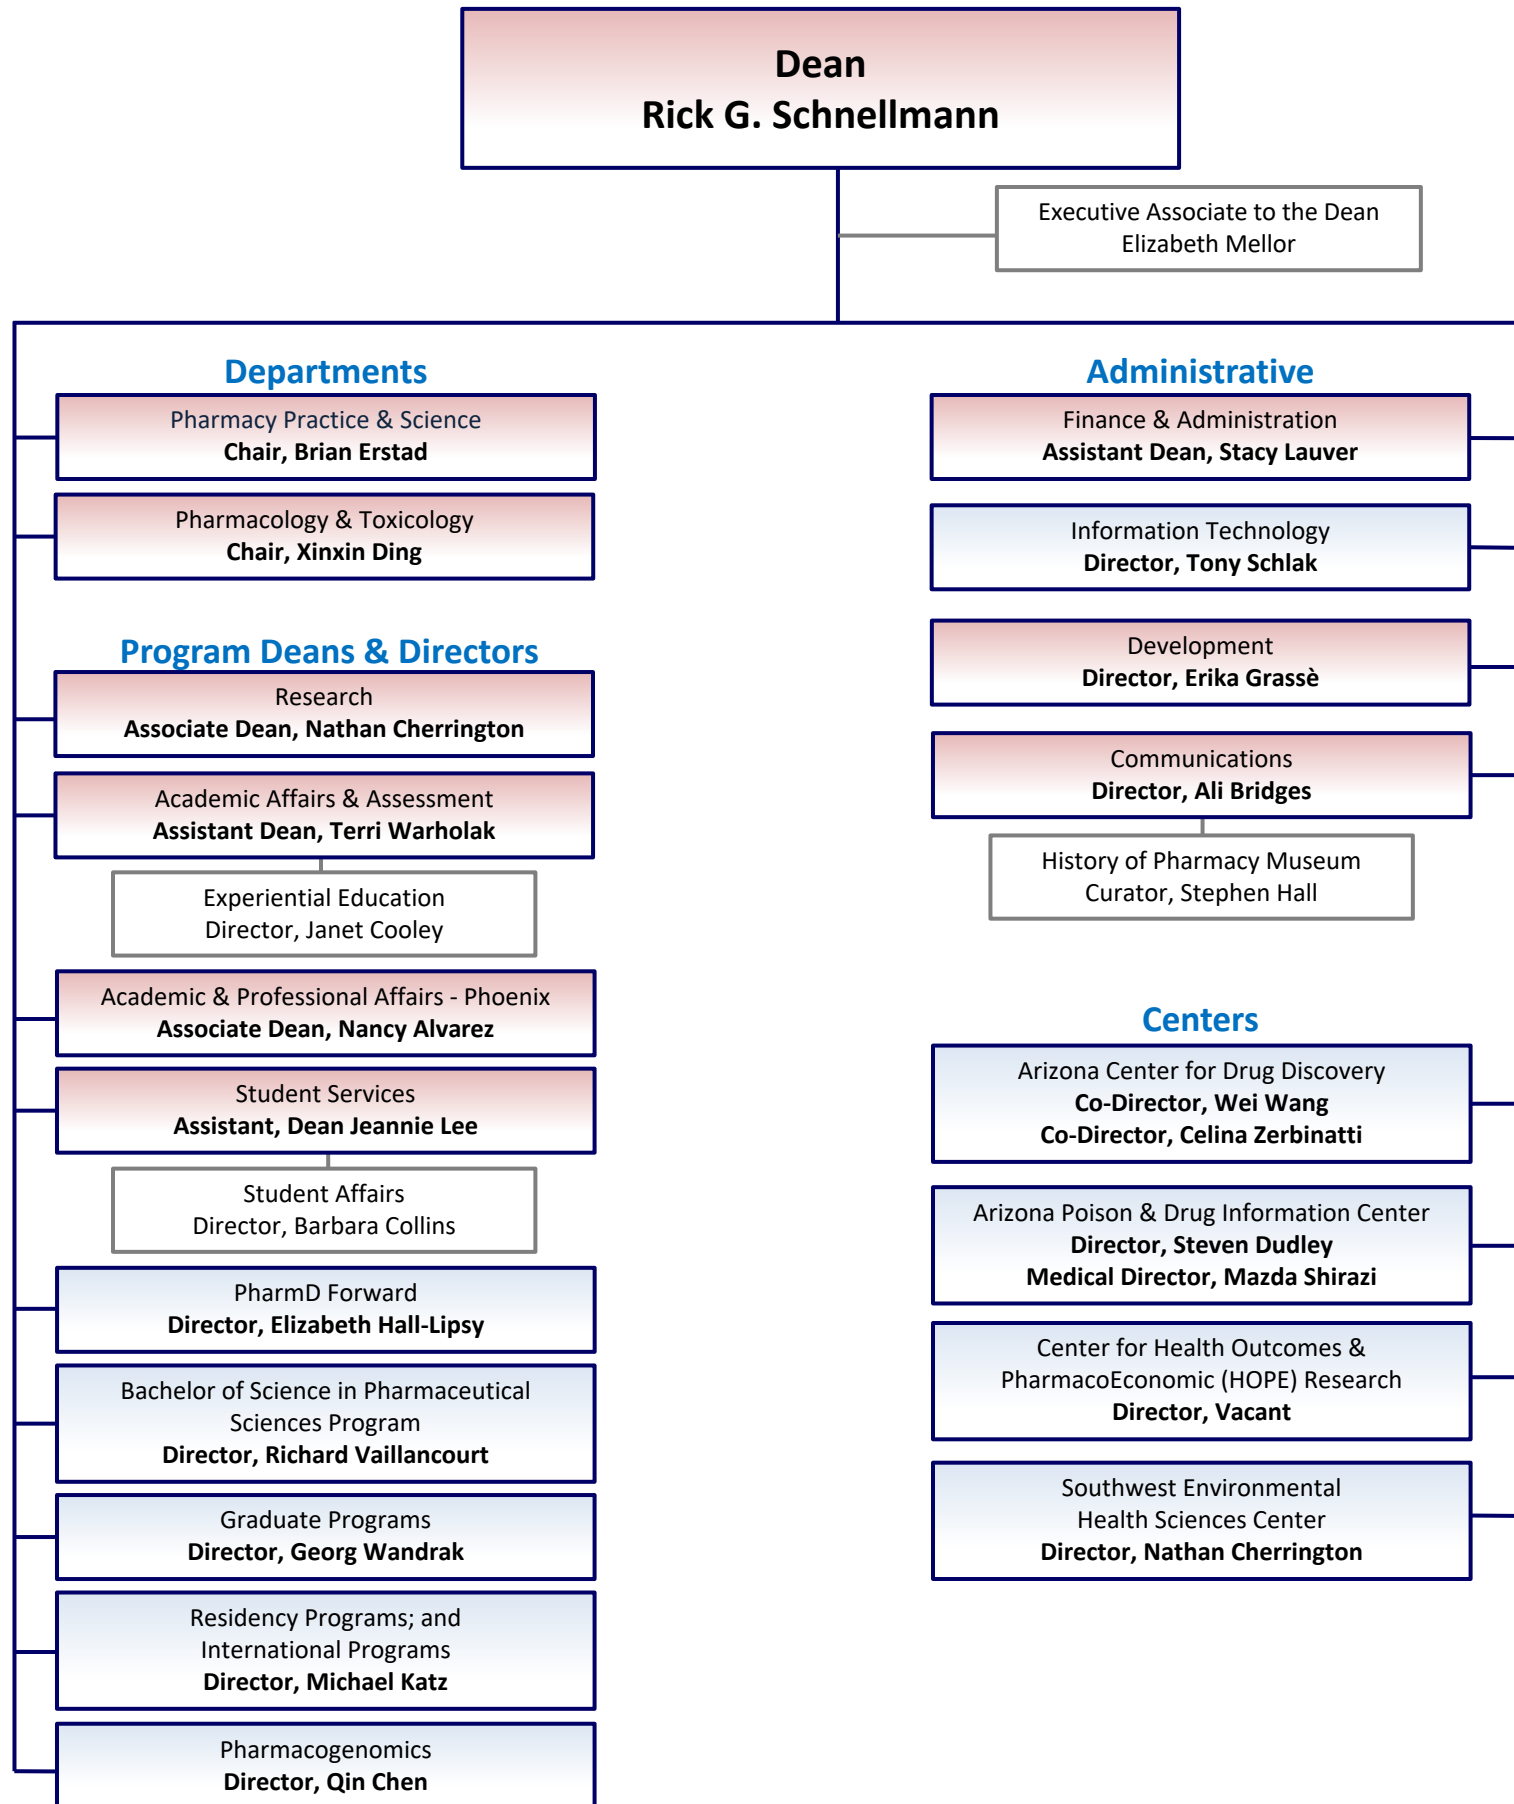 Dean
Rick G. Schnellmann
Executive Associate to the Dean
Elizabeth Mellor
Departments
Pharmacy Practice & Science
Chair, Brian Erstad
Pharmacology & Toxicology
Chair, Xinxin Ding
Program Deans & Directors
Research
Associate Dean, Nathan Cherrington
Academic Affairs & Assessment
Assistant Dean, Terri Warholak
Experiential Education
Director, Janet Cooley
Academic & Professional Affairs - Phoenix
Associate Dean, Nancy Alvarez
Student Services
Assistant, Dean Jeannie Lee
Student Affairs
Director, Barbara Collins
PharmD Forward
Director, Elizabeth Hall-Lipsy
Bachelor of Science in Pharmaceutical
Sciences Program
Director, Richard Vaillancourt
Graduate Programs
Director, Georg Wandrak
Residency Programs; and
International Programs
Director, Michael Katz
Pharmacogenomics
Director, Qin Chen
Administrative
Finance & Administration
Assistant Dean, Stacy Lauver
Information Technology
Director, Tony Schlak
Development
Director, Erika Grassè
Communications
Director, Ali Bridges
History of Pharmacy Museum
Curator, Stephen Hall
Centers
Arizona Center for Drug Discovery
Co-Director, Wei Wang
Co-Director, Celina Zerbinatti
Arizona Poison & Drug Information Center
Director, Steven Dudley
Medical Director, Mazda Shirazi
Center for Health Outcomes &
PharmacoEconomic (HOPE) Research
Director, Vacant
Southwest Environmental
Health Sciences Center
Director, Nathan Cherrington